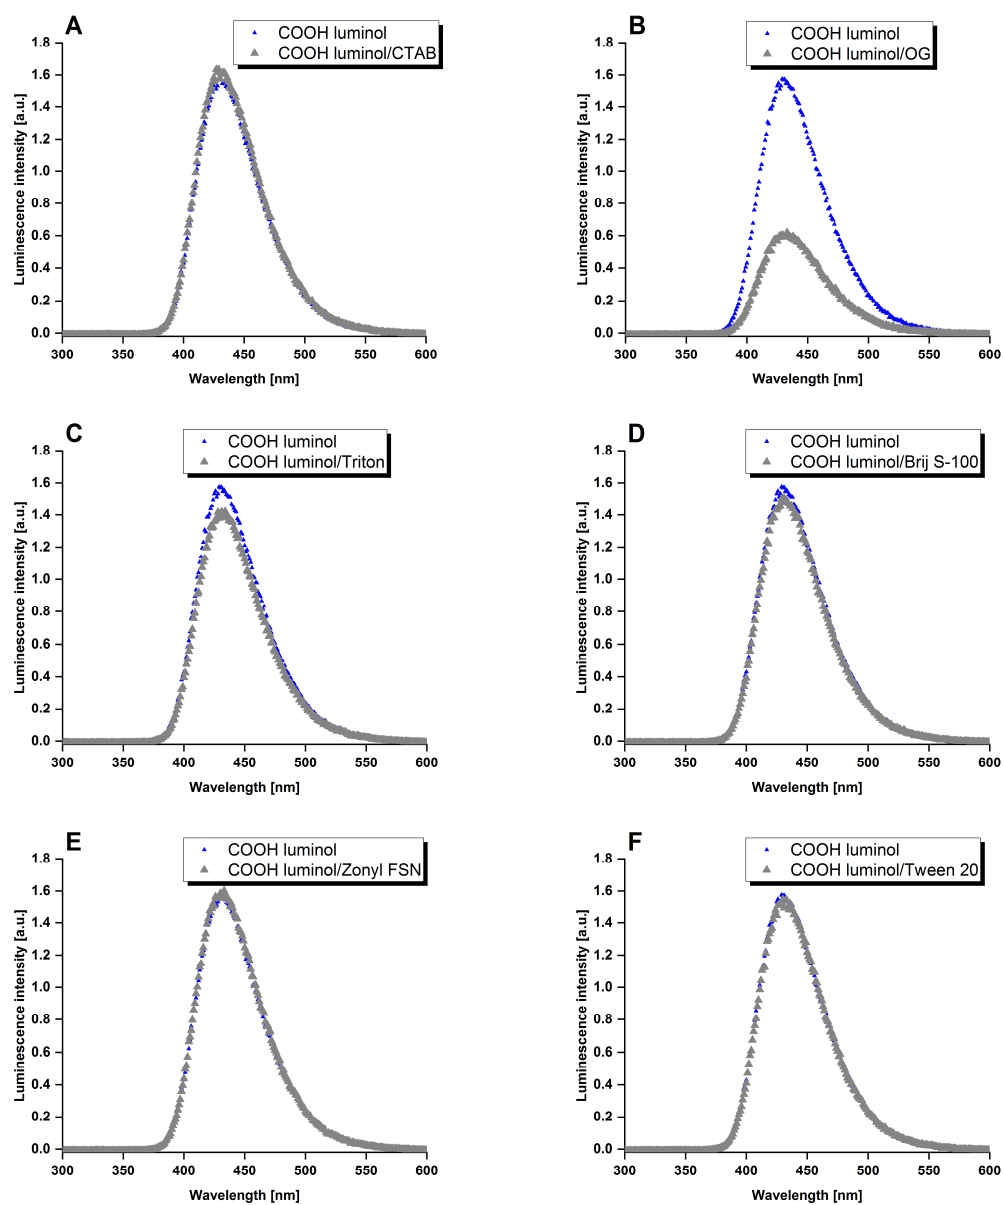 A
COOH luminol
COOH luminol/CTAB
1.8
1.6
1.4
1.2
1.0
0.8
0.6
0.4
0.2
0.0
Luminescence intensity [a.u.]
300 350 400 450 500 550 600
Wavelength [nm]
B
COOH luminol
COOH luminol/OG
1.8
1.6
1.4
1.2
1.0
0.8
0.6
0.4
0.2
0.0
Luminescence intensity [a.u.]
300 350 400 450 500 550 600
Wavelength [nm]
C
COOH luminol
COOH luminol/Triton
1.8
1.6
1.4
1.2
1.0
0.8
0.6
0.4
0.2
0.0
Luminescence intensity [a.u.]
300 350 400 450 500 550 600
Wavelength [nm]
D
COOH luminol
COOH luminol/Brij S-100
1.8
1.6
1.4
1.2
1.0
0.8
0.6
0.4
0.2
0.0
Luminescence intensity [a.u.]
300 350 400 450 500 550 600
Wavelength [nm]
E
COOH luminol
COOH luminol/Zonyl FSN
1.8
1.6
1.4
1.2
1.0
0.8
0.6
0.4
0.2
0.0
Luminescence intensity [a.u.]
300 350 400 450 500 550 600
Wavelength [nm]
F
COOH luminol
COOH luminol/Tween 20
1.8
1.6
1.4
1.2
1.0
0.8
0.6
0.4
0.2
0.0
Luminescence intensity [a.u.]
300 350 400 450 500 550 600
Wavelength [nm]